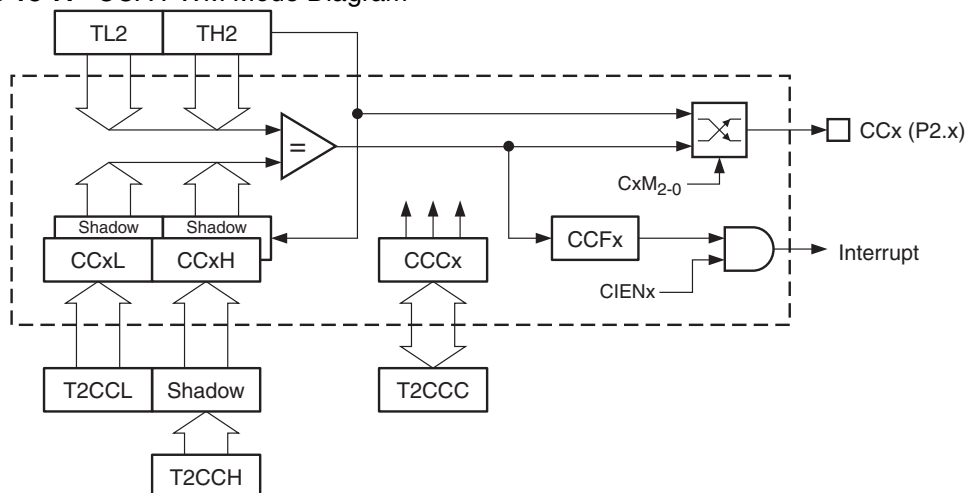 TL2 TH2
=
CCx (P2.x)
CxM2-0
Shadow Shadow
CCxL CCxH
CCCx
CCFx
Interrupt
CIENx
T2CCL Shadow
T2CCC
T2CCH